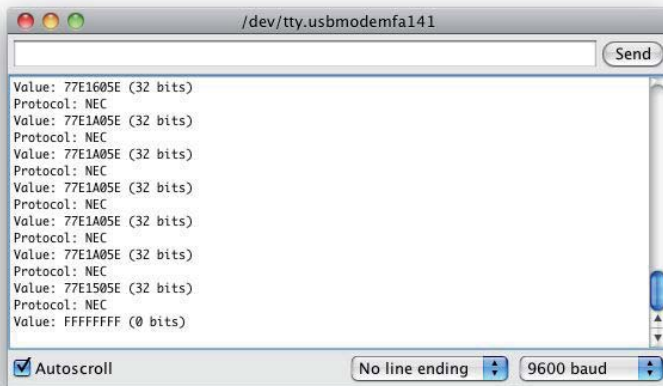 /dev/tty.usbmodemfa141
Send
Value: 77E1605E (32 bits)
Protocol: NEC
Value: 77E1A05E (32 bits)
Protocol: NEC
Value: 77E1A05E (32 bits)
Protocol: NEC
Value: 77E1A05E (32 bits)
Protocol: NEC
Value: 77E1A05E (32 bits)
Protocol: NEC
Value: 77E1A05E (32 bits)
Protocol: NEC
Value: 77E1505E (32 bits)
Protocol: NEC
Value: FFFFFFFF (0 bits)
Autoscroll No line ending 9600 baud